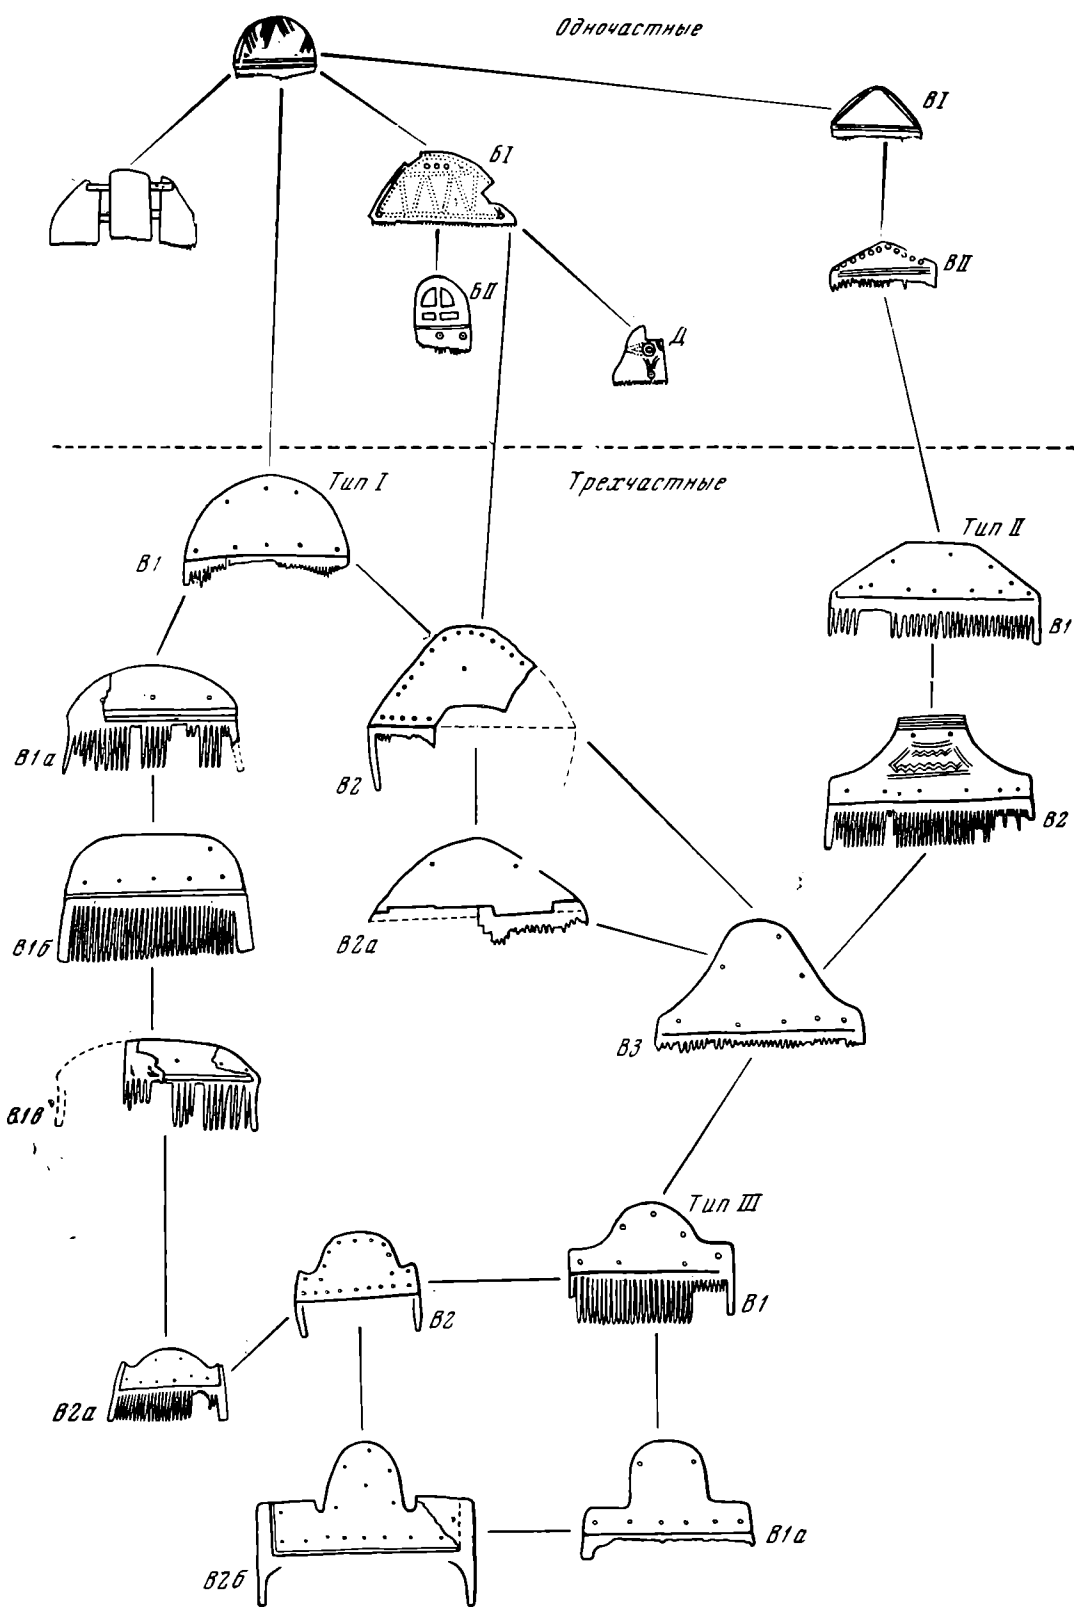 Одночастные
ВI
БI
ВII
БII
Д
Тип I
Трехчастные
Тип II
В1
В1
В1а
В2
В2
В1б
В2а
В3
В1в
Тип III
В2
В1
В2а
В1а
В2б